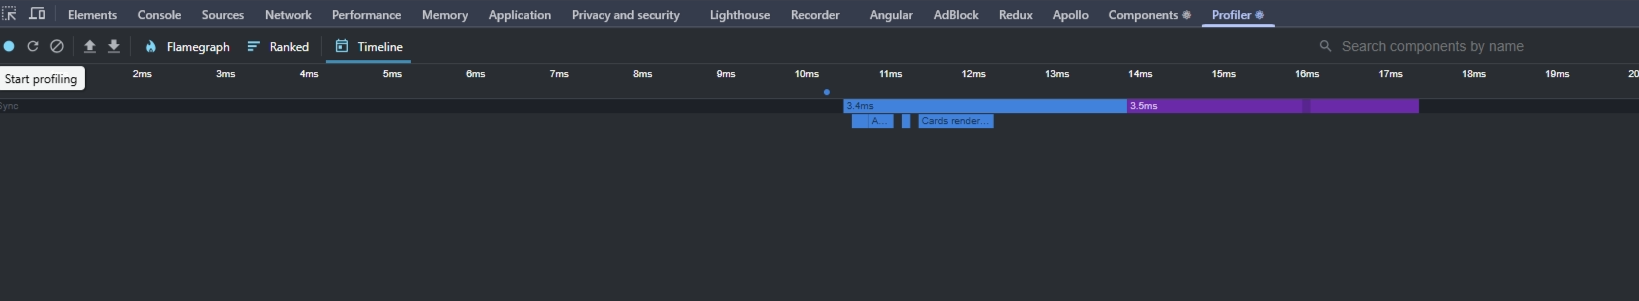 Elements Console Sources Network Performance Memory Application Privacy and security Lighthouse Recorder Angular AdBlock Redux Apollo Components Profiler
Flamegraph Ranked Timeline Search components by name
Start profiling
2ms 3ms 4ms 5ms 6ms 7ms 8ms 9ms 10ms 11ms 12ms 13ms 14ms 15ms 16ms 17ms 18ms 19ms 20
Sync 3.4ms 3.5ms
A... Cards render...